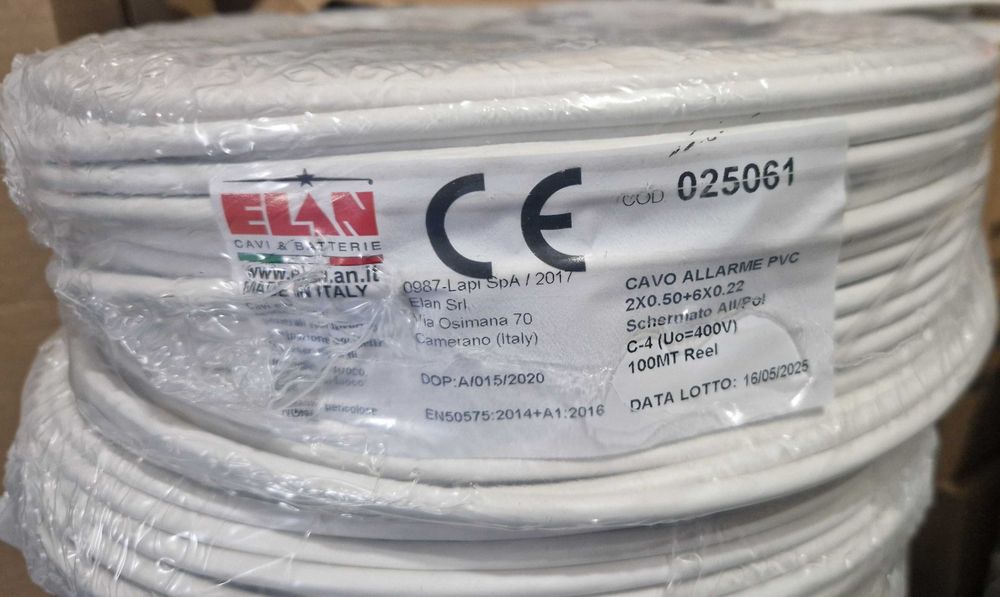 ELAN
CAVI & BATTERIE
MADE IN ITALY
CE
0987-Lapi SpA / 2017
Elan Srl
Via Osimana 70
Camerano (Italy)
DOP:A/015/2020
EN50575:2014+A1:2016
COD. 025061
CAVO ALLARME PVC
2X0.50+6X0.22
Schermato All/Pol
C-4 (Uo=400V)
100MT Reel
DATA LOTTO: 16/05/2025